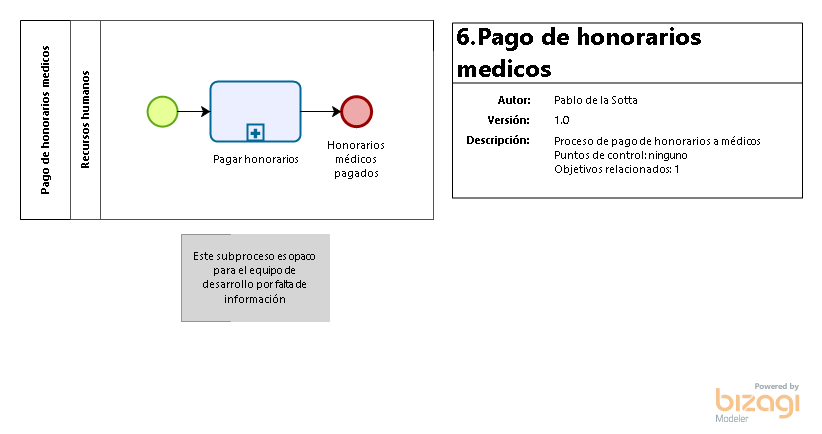 Pago de honorarios medicos
Recursos humanos
Pagar honorarios
Honorarios
médicos
pagados
Este subproceso es opaco
para el equipo de
desarrollo por falta de
información
6.Pago de honorarios
medicos
Autor: Pablo de la Sotta
Versión: 1.0
Descripción: Proceso de pago de honorarios a médicos
Puntos de control: ninguno
Objetivos relacionados: 1
Powered by
bizagi
Modeler